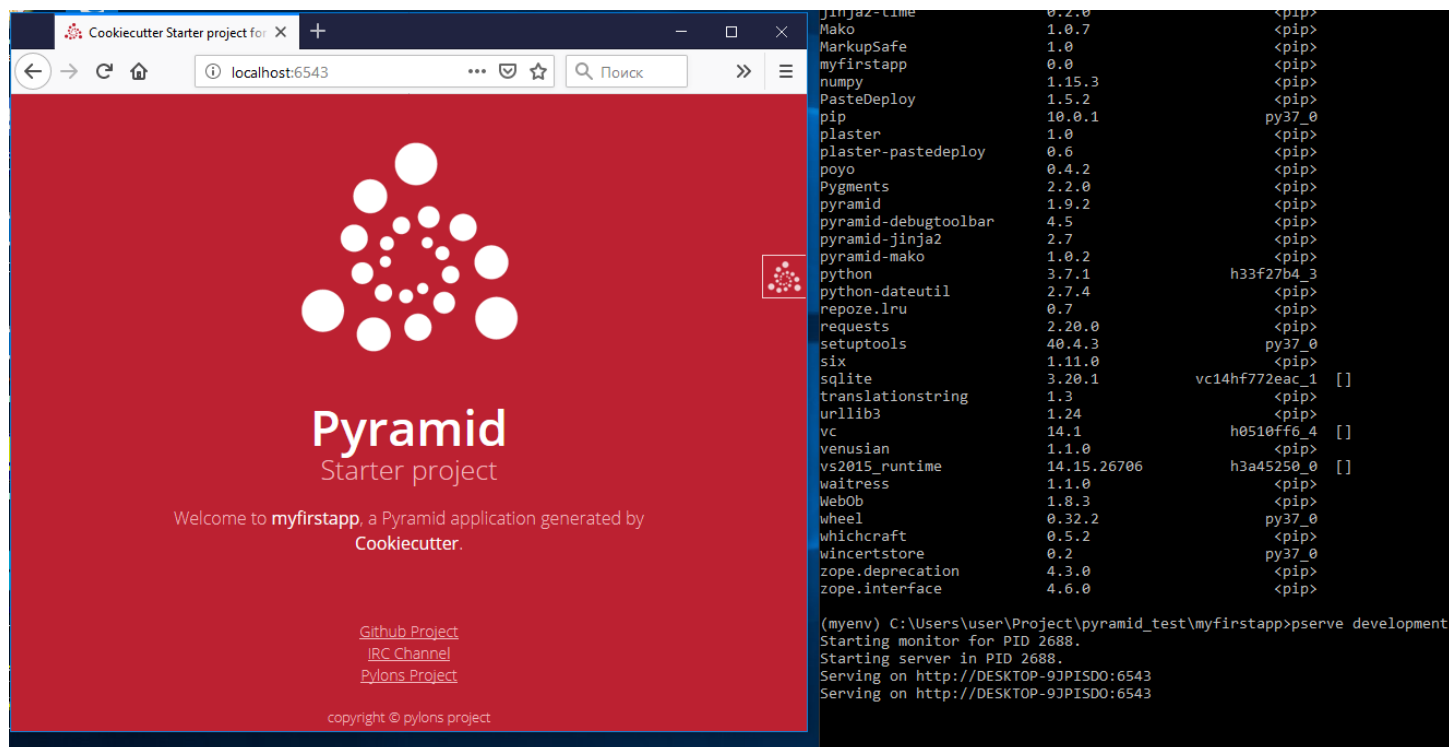 Cookiecutter Starter project for
localhost:6543
Поиск
Pyramid
Starter project
Welcome to myfirstapp, a Pyramid application generated by
Cookiecutter.
Github Project
IRC Channel
Pylons Project
copyright © pylons project
jinja2-time 0.2.0 <pip>
Mako 1.0.7 <pip>
MarkupSafe 1.0 <pip>
myfirstapp 0.0 <pip>
numpy 1.15.3 <pip>
PasteDeploy 1.5.2 <pip>
pip 10.0.1 py37_0
plaster 1.0 <pip>
plaster-pastedeploy 0.6 <pip>
poyo 0.4.2 <pip>
Pygments 2.2.0 <pip>
pyramid 1.9.2 <pip>
pyramid-debugtoolbar 4.5 <pip>
pyramid-jinja2 2.7 <pip>
pyramid-mako 1.0.2 <pip>
python 3.7.1 h33f27b4_3
python-dateutil 2.7.4 <pip>
repoze.lru 0.7 <pip>
requests 2.20.0 <pip>
setuptools 40.4.3 py37_0
six 1.11.0 <pip>
sqlite 3.20.1 vc14hf772eac_1 []
translationstring 1.3 <pip>
urllib3 1.24 <pip>
vc 14.1 h0510ff6_4 []
venusian 1.1.0 <pip>
vs2015_runtime 14.15.26706 h3a45250_0 []
waitress 1.1.0 <pip>
WebOb 1.8.3 <pip>
wheel 0.32.2 py37_0
whichcraft 0.5.2 <pip>
wincertstore 0.2 py37_0
zope.deprecation 4.3.0 <pip>
zope.interface 4.6.0 <pip>
(myenv) C:\Users\user\Project\pyramid_test\myfirstapp>pserve development
Starting monitor for PID 2688.
Starting server in PID 2688.
Serving on http://DESKTOP-9JPISDO:6543
Serving on http://DESKTOP-9JPISDO:6543